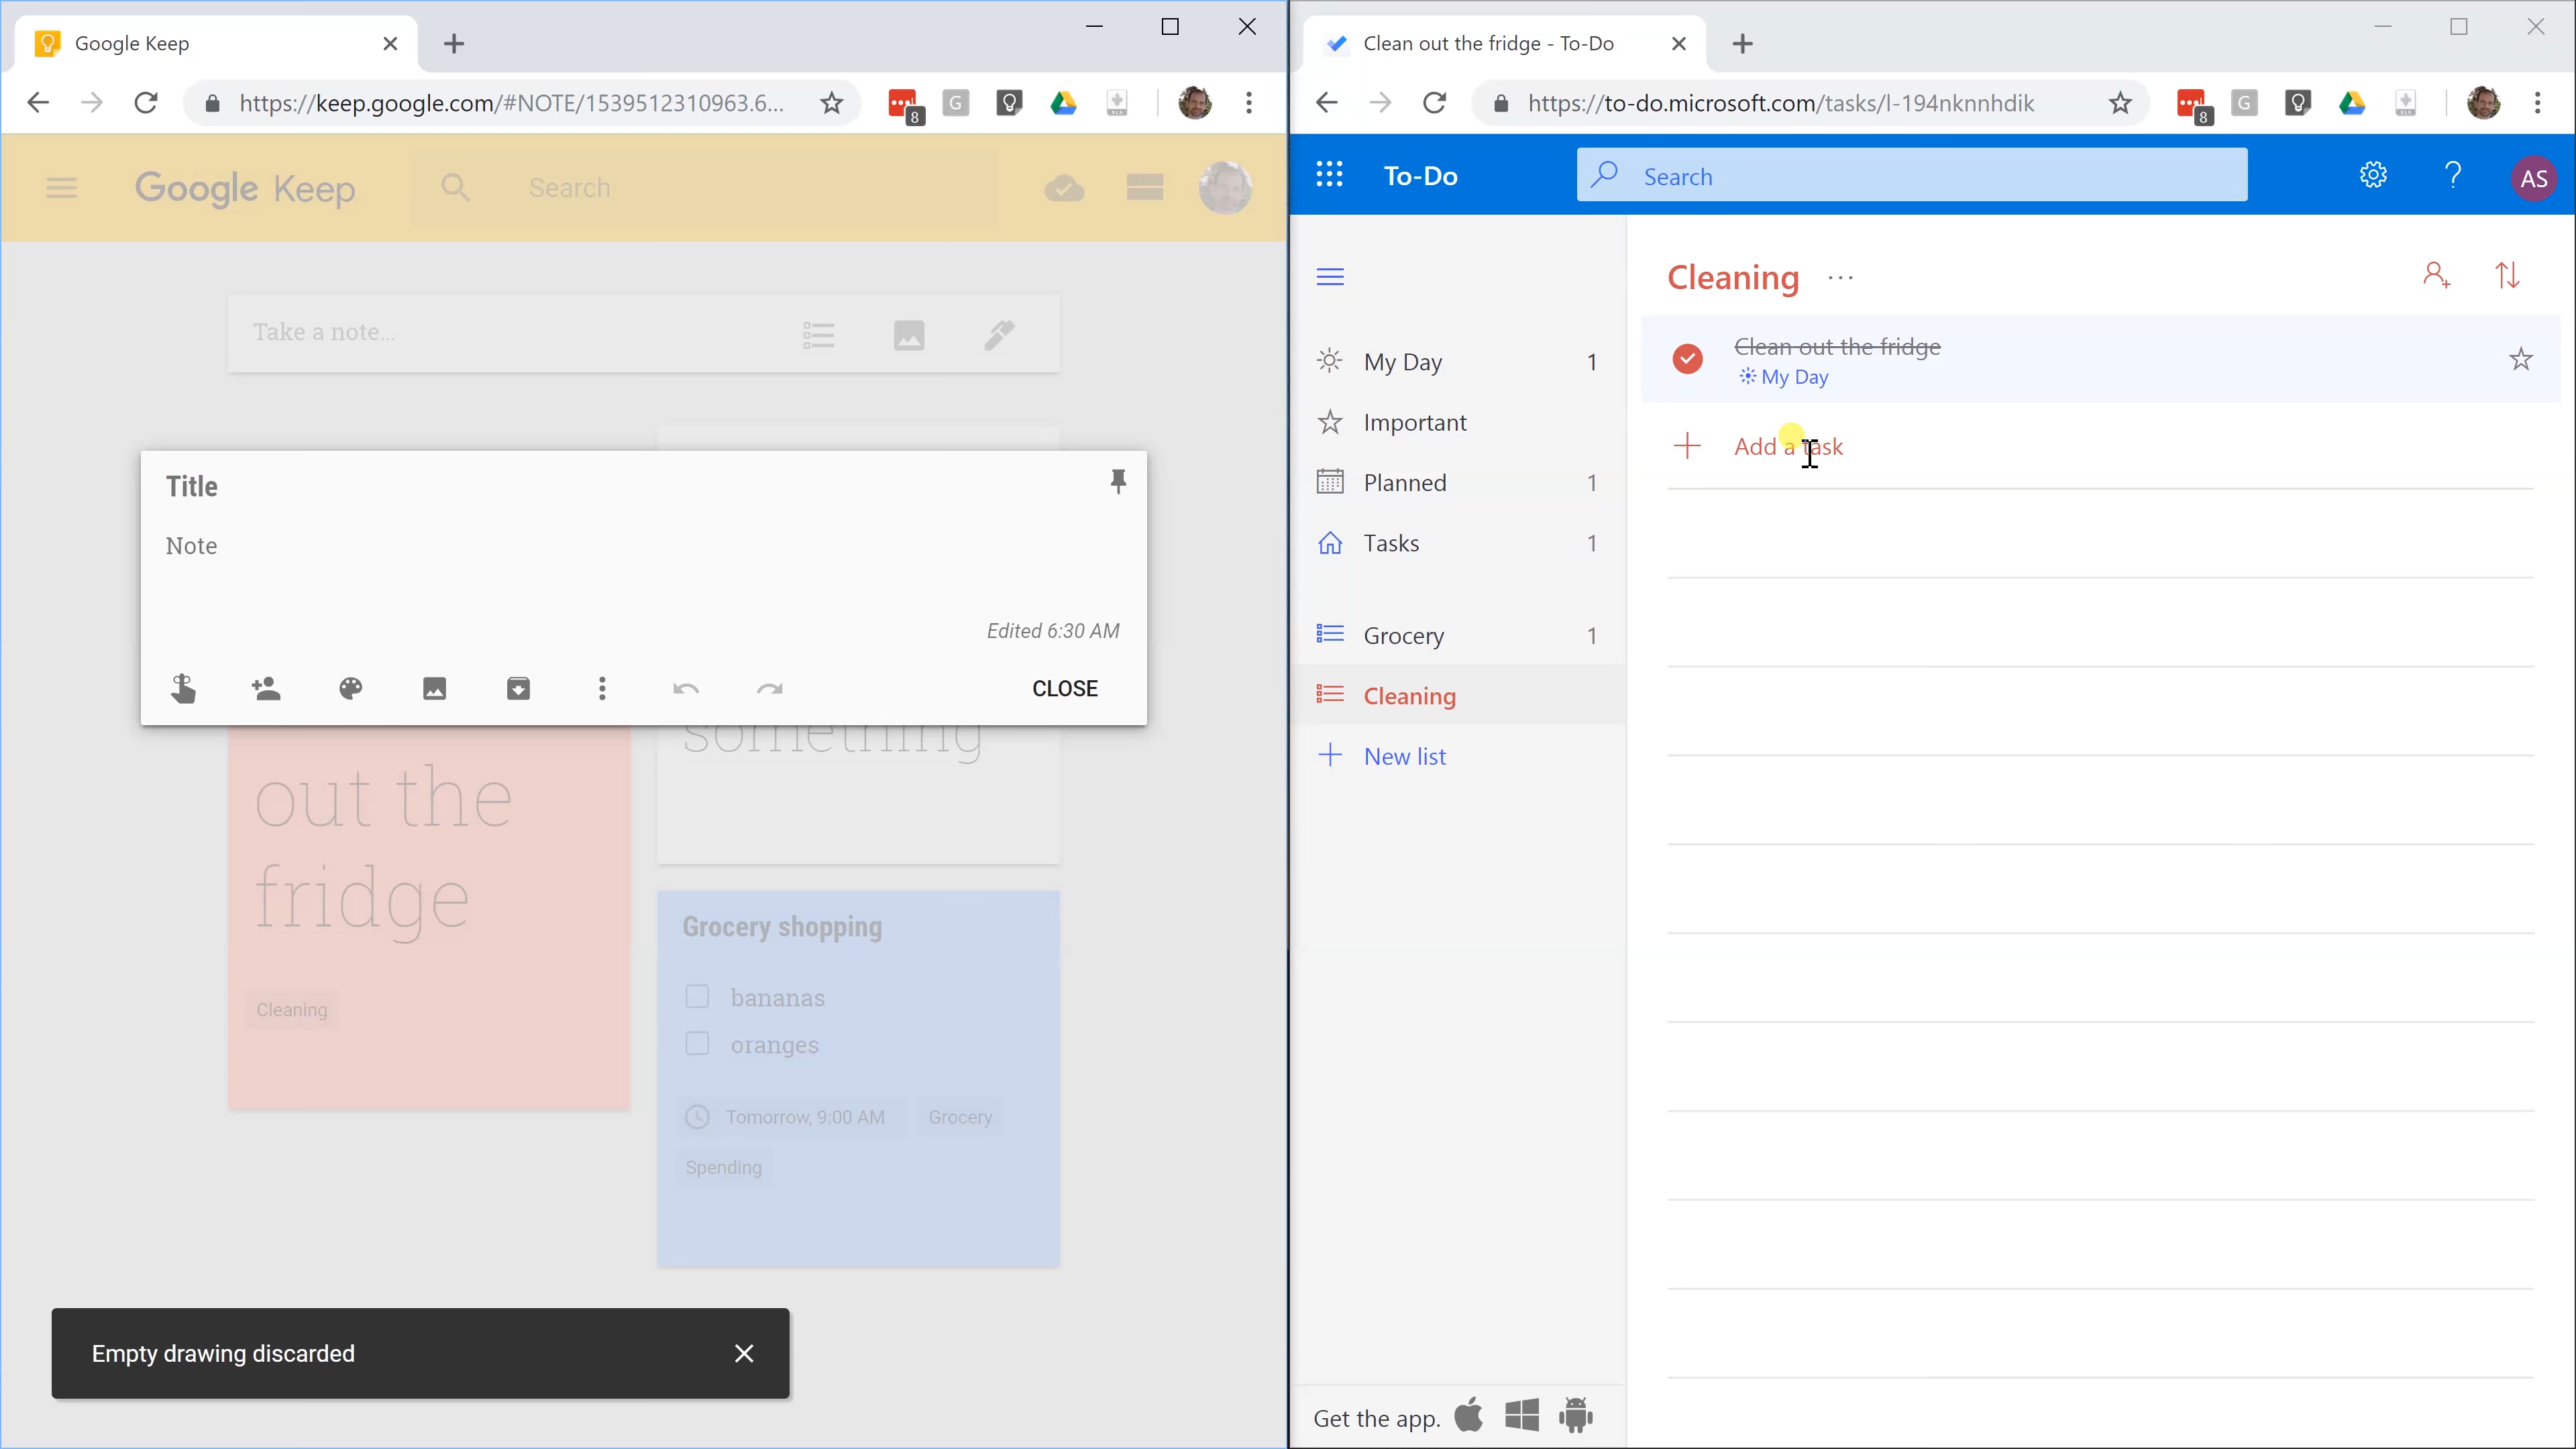 Google Keep
https://keep.google.com/#NOTE/1539512310963.6...
8
G
Google Keep
Search
Take a note...
Title
Note
Edited 6:30 AM
CLOSE
something
out the
fridge
Cleaning
Grocery shopping
bananas
oranges
Tomorrow, 9:00 AM
Grocery
Spending
Empty drawing discarded
Clean out the fridge - To-Do
https://to-do.microsoft.com/tasks/l-194nknnhdik
8
G
To-Do
Search
?
AS
My Day 1
Important
Planned 1
Tasks 1
Grocery 1
Cleaning
New list
Get the app.
Cleaning ...
Clean out the fridge
My Day
Add a task